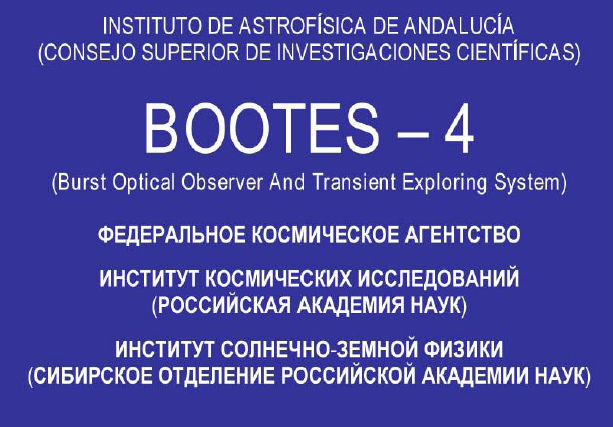 INSTITUTO DE ASTROFÍSICA DE ANDALUCÍA
(CONSEJO SUPERIOR DE INVESTIGACIONES CIENTÍFICAS)
BOOTES – 4
(Burst Optical Observer And Transient Exploring System)
ФЕДЕРАЛЬНОЕ КОСМИЧЕСКОЕ АГЕНТСТВО
ИНСТИТУТ КОСМИЧЕСКИХ ИССЛЕДОВАНИЙ
(РОССИЙСКАЯ АКАДЕМИЯ НАУК)
ИНСТИТУТ СОЛНЕЧНО-ЗЕМНОЙ ФИЗИКИ
(СИБИРСКОЕ ОТДЕЛЕНИЕ РОССИЙСКОЙ АКАДЕМИИ НАУК)